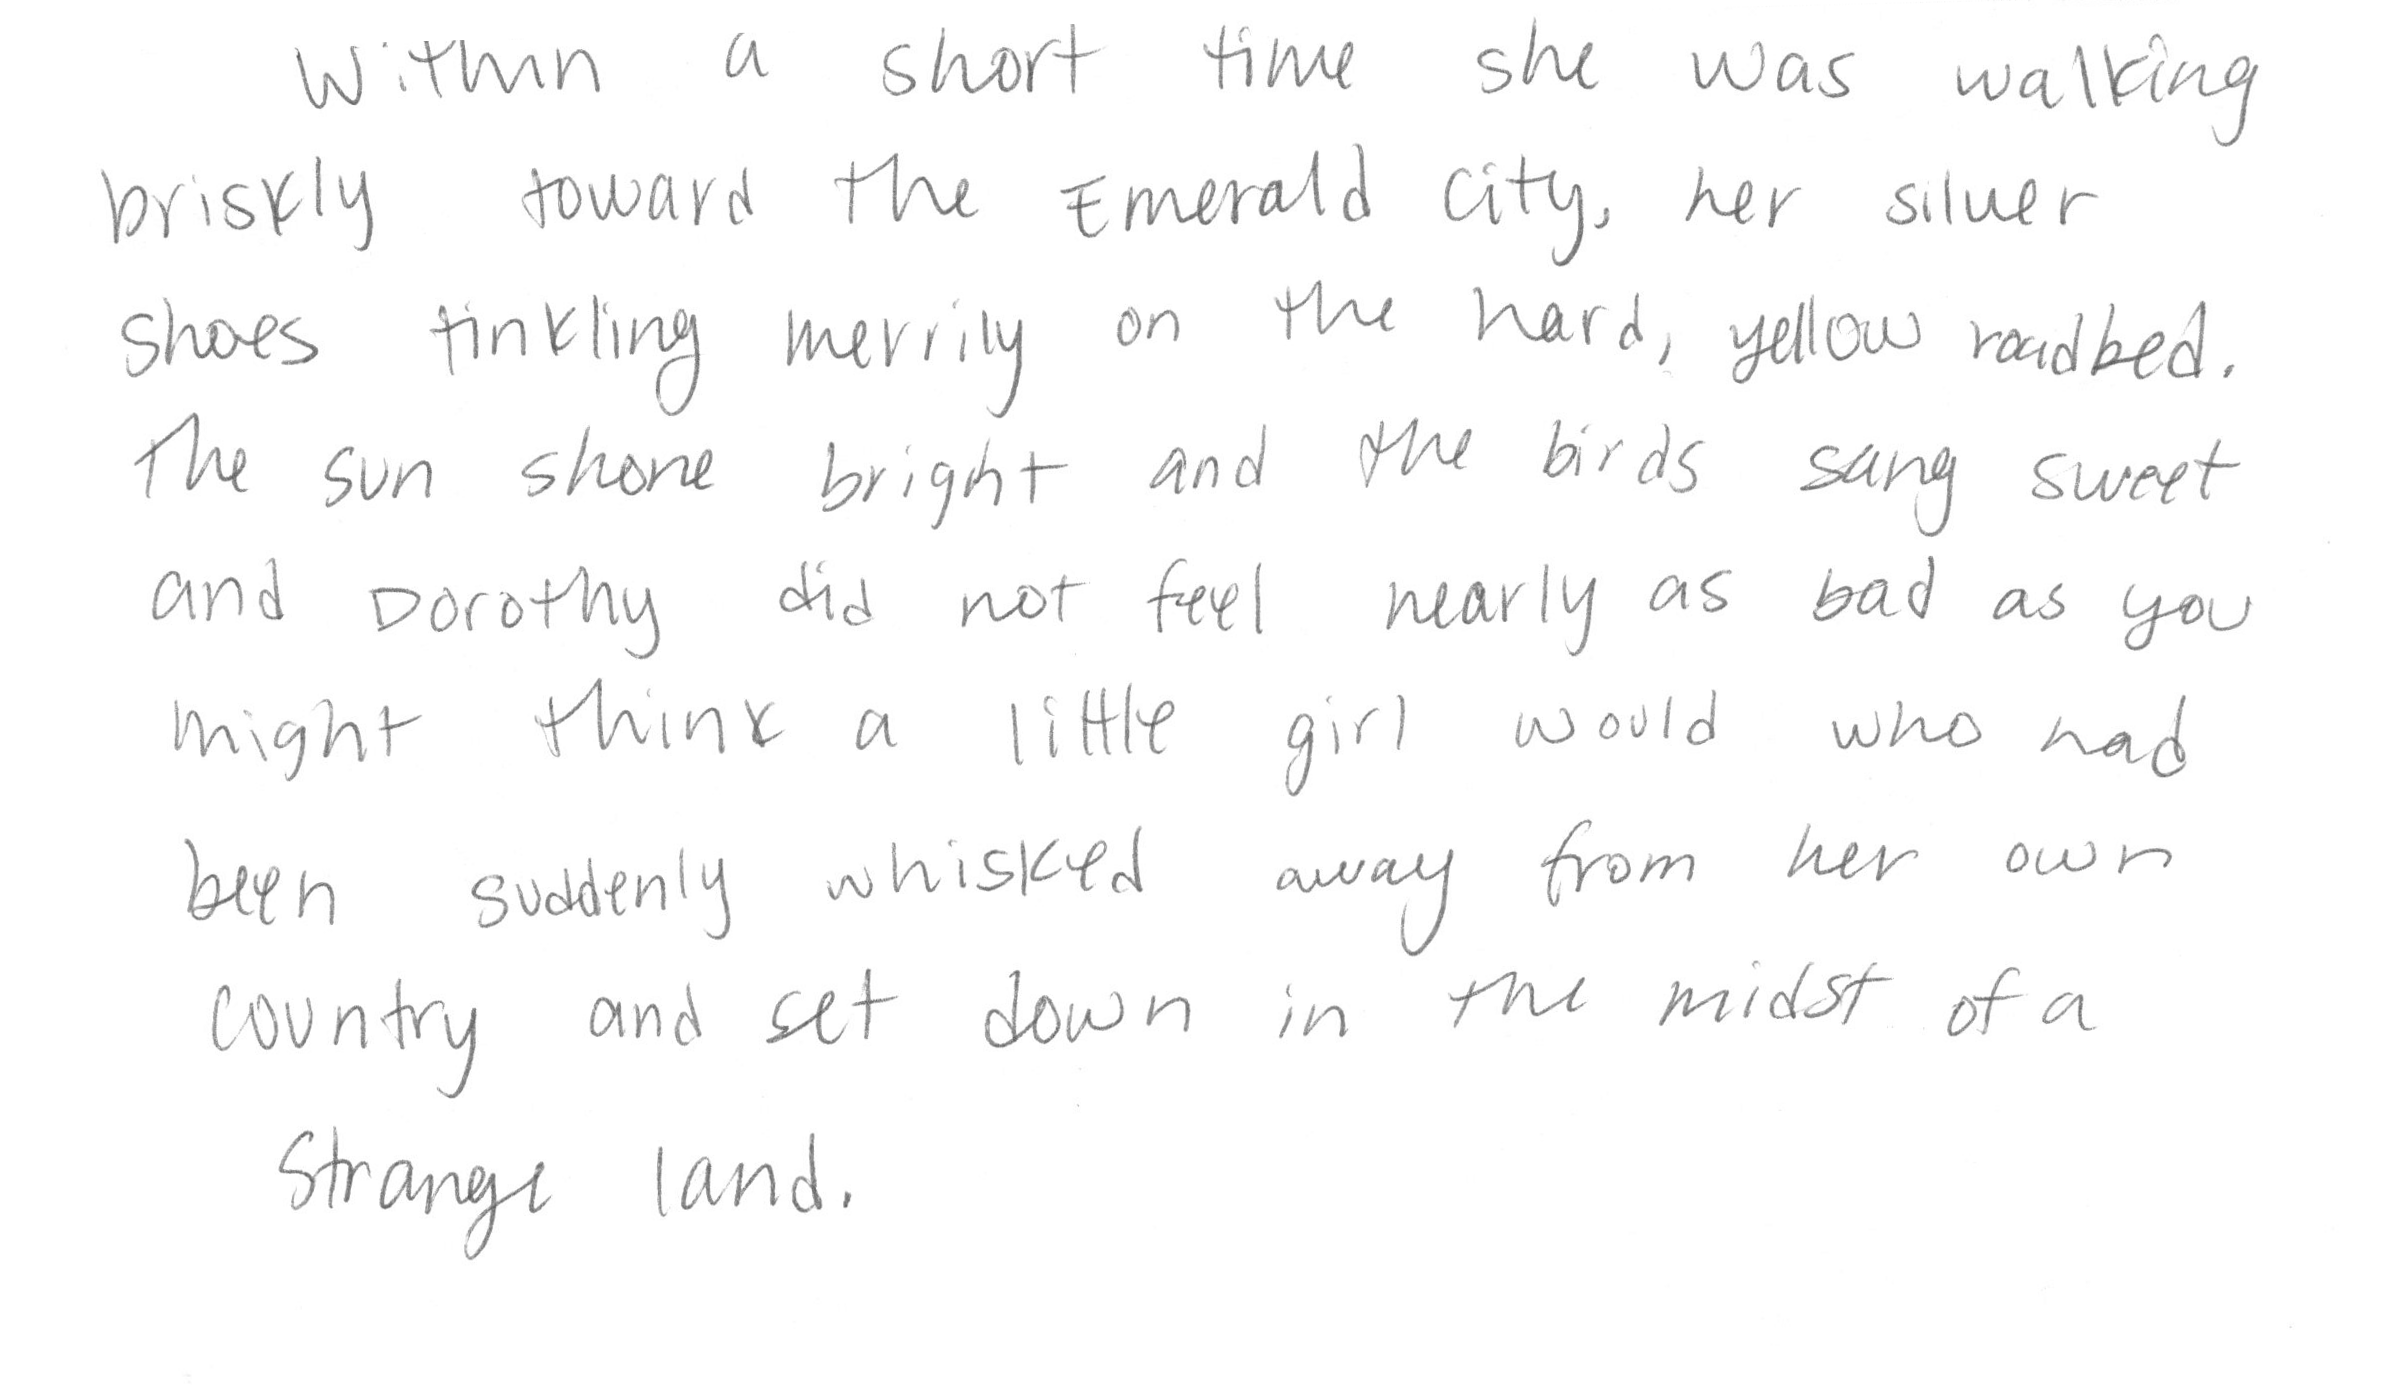 Within a short time she was walking
briskly toward the Emerald City, her silver
shoes tinkling merrily on the hard, yellow roadbed.
The sun shone bright and the birds sang sweet
and Dorothy did not feel nearly as bad as you
might think a little girl would who had
been suddenly whisked away from her own
country and set down in the midst of a
strange land.